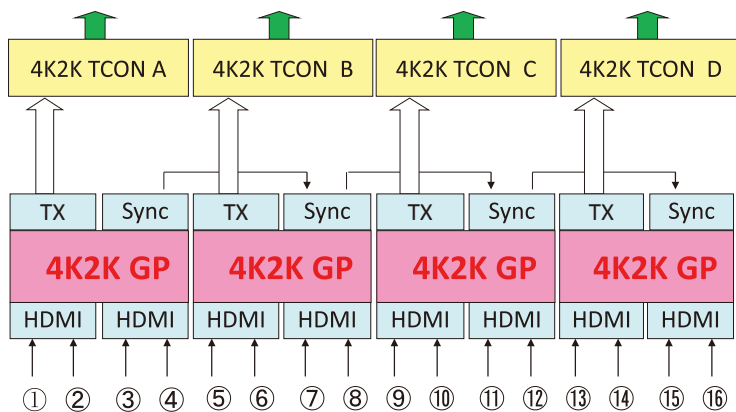 4K2K TCON A 4K2K TCON B 4K2K TCON C 4K2K TCON D
TX Sync TX Sync TX Sync TX Sync
4K2K GP 4K2K GP 4K2K GP 4K2K GP
HDMI HDMI HDMI HDMI HDMI HDMI HDMI HDMI
① ② ③ ④ ⑤ ⑥ ⑦ ⑧ ⑨ ⑩ ⑪ ⑫ ⑬ ⑭ ⑮ ⑯